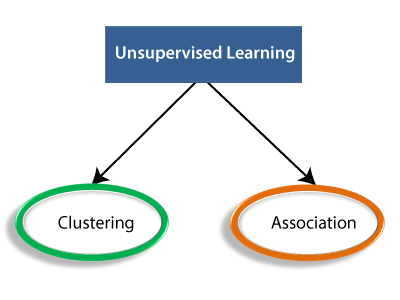 Unsupervised Learning
Clustering
Association